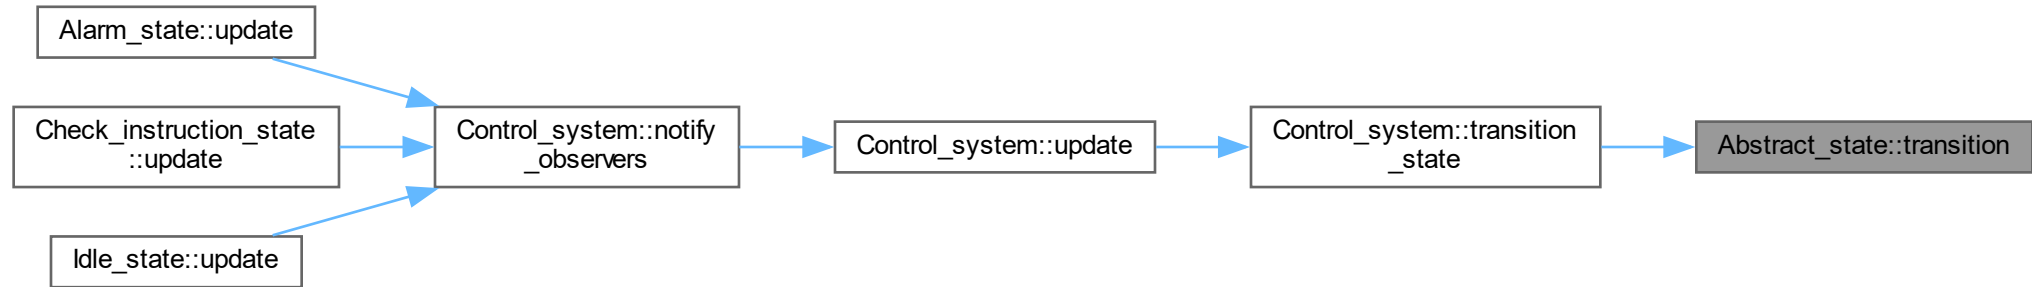 Alarm_state::update
Check_instruction_state
::update
Idle_state::update
Control_system::notify
_observers
Control_system::update
Control_system::transition
_state
Abstract_state::transition